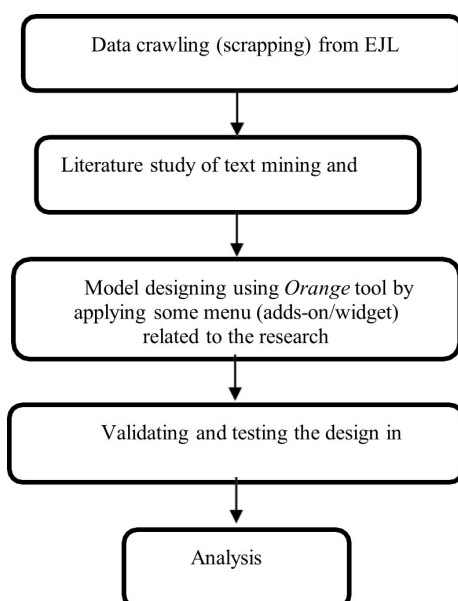 Data crawling (scrapping) from EJL
Literature study of text mining and
Model designing using Orange tool by
applying some menu (adds-on/widget)
related to the research
Validating and testing the design in
Analysis